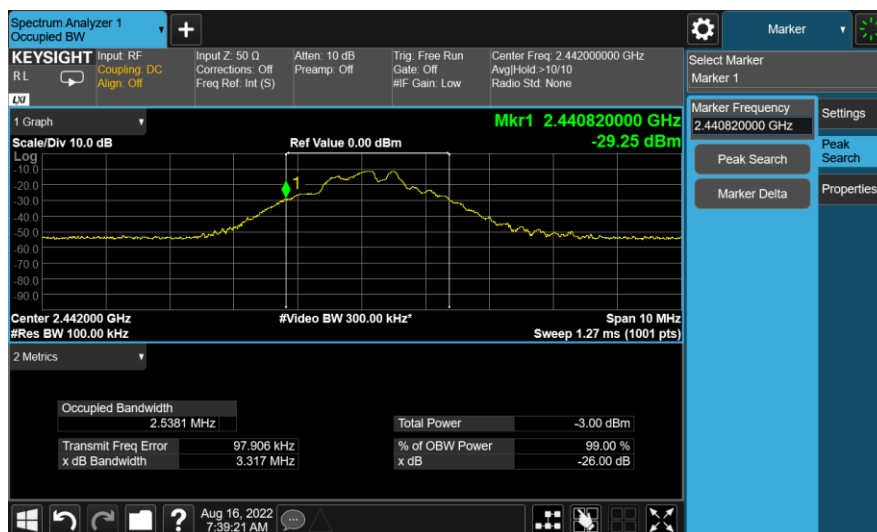 Spectrum Analyzer 1
Occupied BW
KEYSIGHT
RL
LXI
Input: RF
Coupling: DC
Align: Off
Input Z: 50 Ω
Corrections: Off
Freq Ref: Int (S)
Atten: 10 dB
Preamp: Off
Trig: Free Run
Gate: Off
#IF Gain: Low
Center Freq: 2.442000000 GHz
Avg|Hold:>10/10
Radio Std: None
1 Graph
Mkr1 2.440820000 GHz
Scale/Div 10.0 dB
Ref Value 0.00 dBm
-29.25 dBm
Log
-10.0
-20.0
1
-30.0
-40.0
-50.0
-60.0
-70.0
-80.0
-90.0
Center 2.442000 GHz
#Video BW 300.00 kHz*
Span 10 MHz
#Res BW 100.00 kHz
Sweep 1.27 ms (1001 pts)
2 Metrics
Occupied Bandwidth
2.5381 MHz
Total Power -3.00 dBm
Transmit Freq Error 97.906 kHz
% of OBW Power 99.00 %
x dB Bandwidth 3.317 MHz
x dB -26.00 dB
?
Aug 16, 2022
7:39:21 AM
Marker
Select Marker
Marker 1
Marker Frequency
2.440820000 GHz
Peak Search
Marker Delta
Settings
Peak
Search
Properties